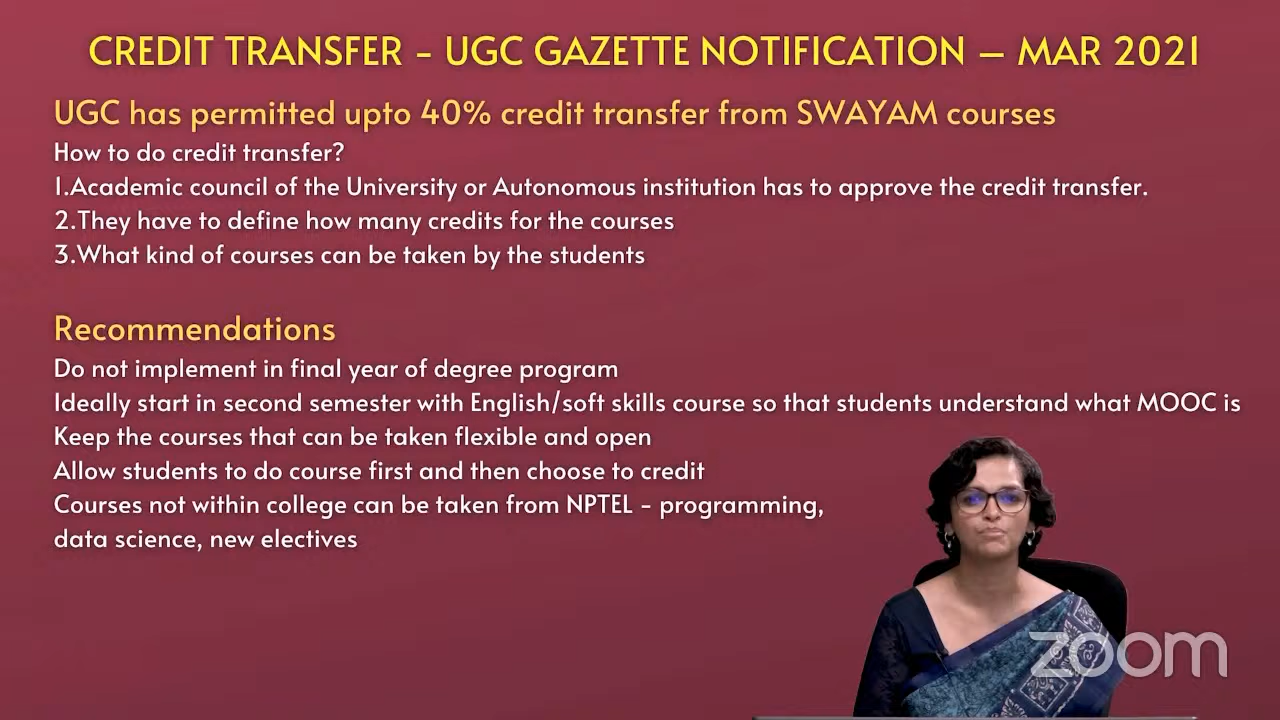 CREDIT TRANSFER - UGC GAZETTE NOTIFICATION – MAR 2021
UGC has permitted upto 40% credit transfer from SWAYAM courses
How to do credit transfer?
1.Academic council of the University or Autonomous institution has to approve the credit transfer.
2.They have to define how many credits for the courses
3.What kind of courses can be taken by the students
Recommendations
Do not implement in final year of degree program
Ideally start in second semester with English/soft skills course so that students understand what MOOC is
Keep the courses that can be taken flexible and open
Allow students to do course first and then choose to credit
Courses not within college can be taken from NPTEL - programming,
data science, new electives
zoom